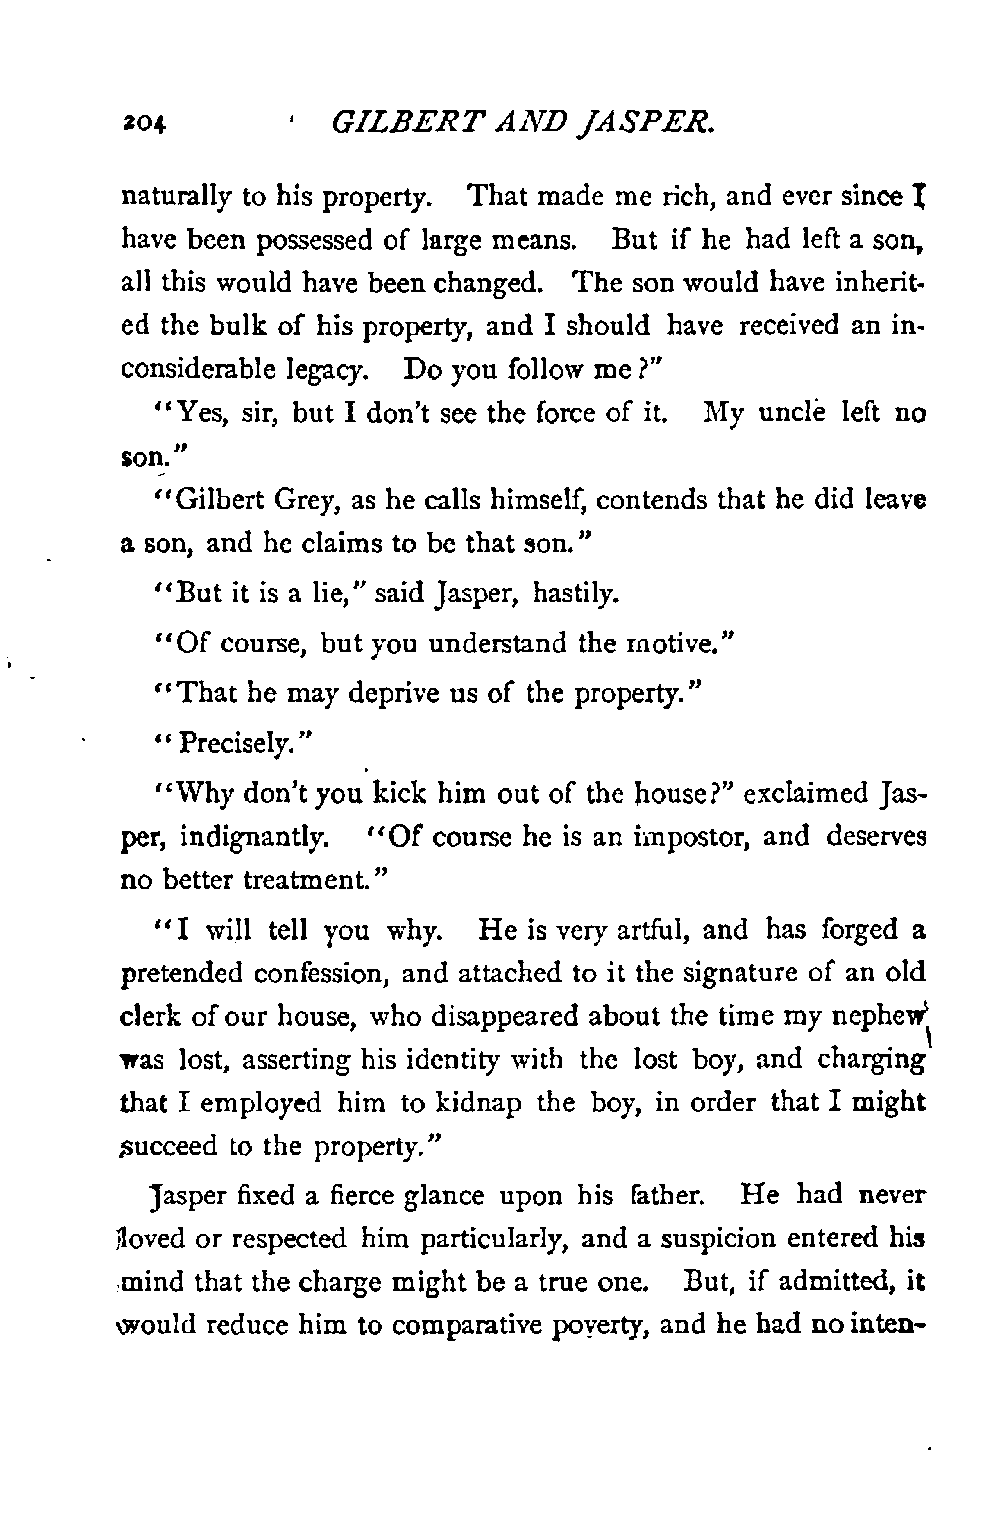 204 GILBERT AND JASPER.
naturally to his property. That made me rich, and ever since I
have been possessed of large means. But if he had left a son,
all this would have been changed. The son would have inherit-
ed the bulk of his property, and I should have received an in-
considerable legacy. Do you follow me?"
"Yes, sir, but I don't see the force of it. My uncle left no
son."
"Gilbert Grey, as he calls himself, contends that he did leave
a son, and he claims to be that son."
"But it is a lie," said Jasper, hastily.
"Of course, but you understand the motive."
"That he may deprive us of the property."
"Precisely."
"Why don't you kick him out of the house?" exclaimed Jas-
per, indignantly. "Of course he is an impostor, and deserves
no better treatment."
"I will tell you why. He is very artful, and has forged a
pretended confession, and attached to it the signature of an old
clerk of our house, who disappeared about the time my nephew
was lost, asserting his identity with the lost boy, and charging
that I employed him to kidnap the boy, in order that I might
succeed to the property."
Jasper fixed a fierce glance upon his father. He had never
loved or respected him particularly, and a suspicion entered his
mind that the charge might be a true one. But, if admitted, it
would reduce him to comparative poverty, and he had no inten-